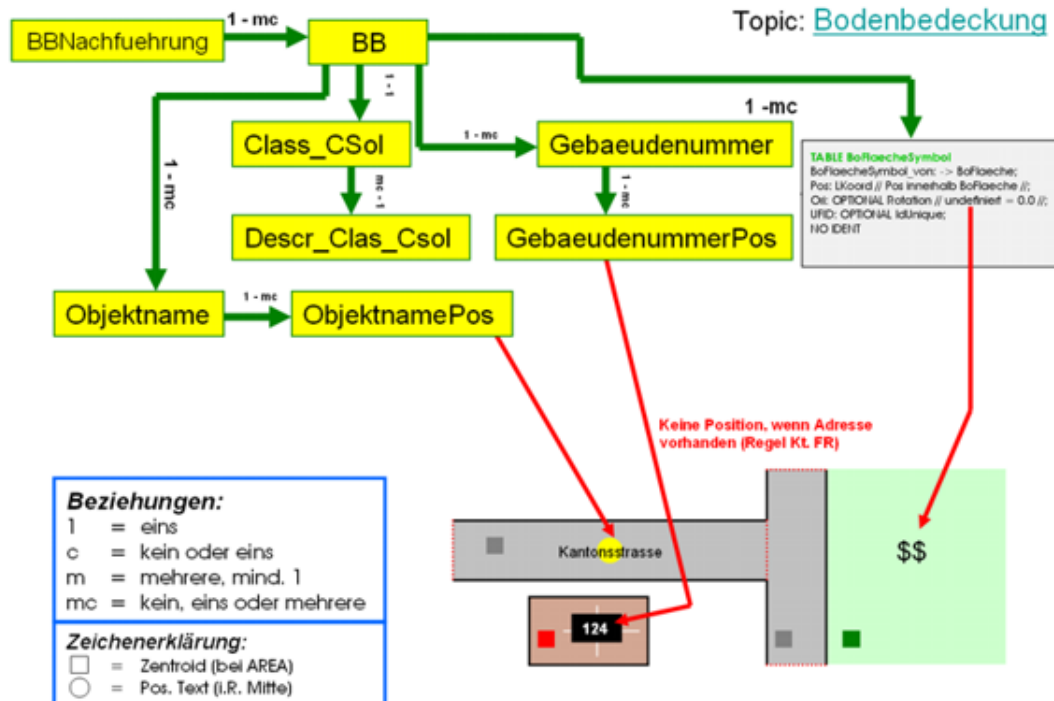 Topic: Bodenbedeckung
BBNachfuehrung
1 - mc
BB
1 - 1
1 - mc
1 - mc
1 -mc
Class_CSol
Gebaeudenummer
mc - 1
1 - mc
Descr_Clas_Csol
GebaeudenummerPos
TABLE BoFlaecheSymbol
BoFlaecheSymbol_von: -> BoFlaeche;
Pos: LKoord // Pos innerhalb BoFlaeche //;
Ori: OPTIONAL Rotation // undefiniert = 0.0 //;
UFID: OPTIONAL IdUnique;
NO IDENT
Objektname
1 - mc
ObjektnamePos
Keine Position, wenn Adresse
vorhanden (Regel Kt. FR)
Kantonsstrasse
$$
124
Beziehungen:
1 = eins
c = kein oder eins
m = mehrere, mind. 1
mc = kein, eins oder mehrere
Zeichenerklärung:
= Zentroid (bei AREA)
= Pos. Text (i.R. Mitte)